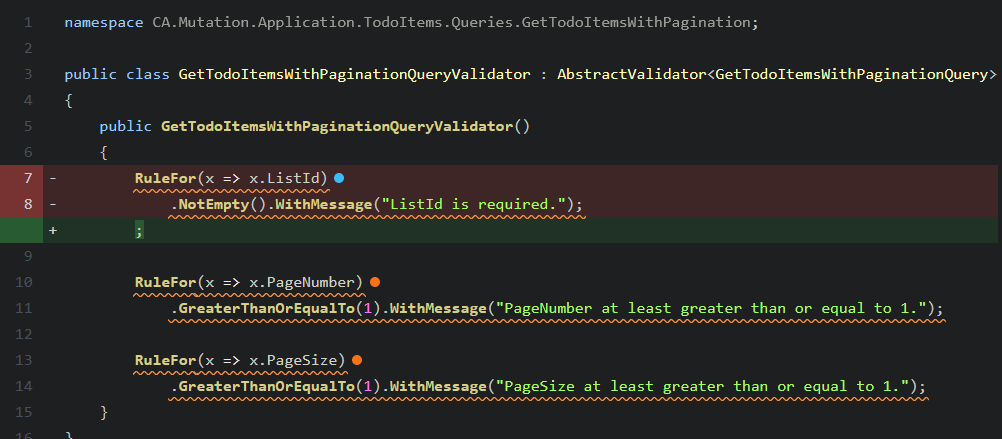 1 namespace CA.Mutation.Application.TodoItems.Queries.GetTodoItemsWithPagination;
2
3 public class GetTodoItemsWithPaginationQueryValidator : AbstractValidator<GetTodoItemsWithPaginationQuery>
4 {
5     public GetTodoItemsWithPaginationQueryValidator()
6     {
7 -         RuleFor(x => x.ListId)
8 -             .NotEmpty().WithMessage("ListId is required.");
+         ;
9
10         RuleFor(x => x.PageNumber)
11             .GreaterThanOrEqualTo(1).WithMessage("PageNumber at least greater than or equal to 1.");
12
13         RuleFor(x => x.PageSize)
14             .GreaterThanOrEqualTo(1).WithMessage("PageSize at least greater than or equal to 1.");
15     }
16 }